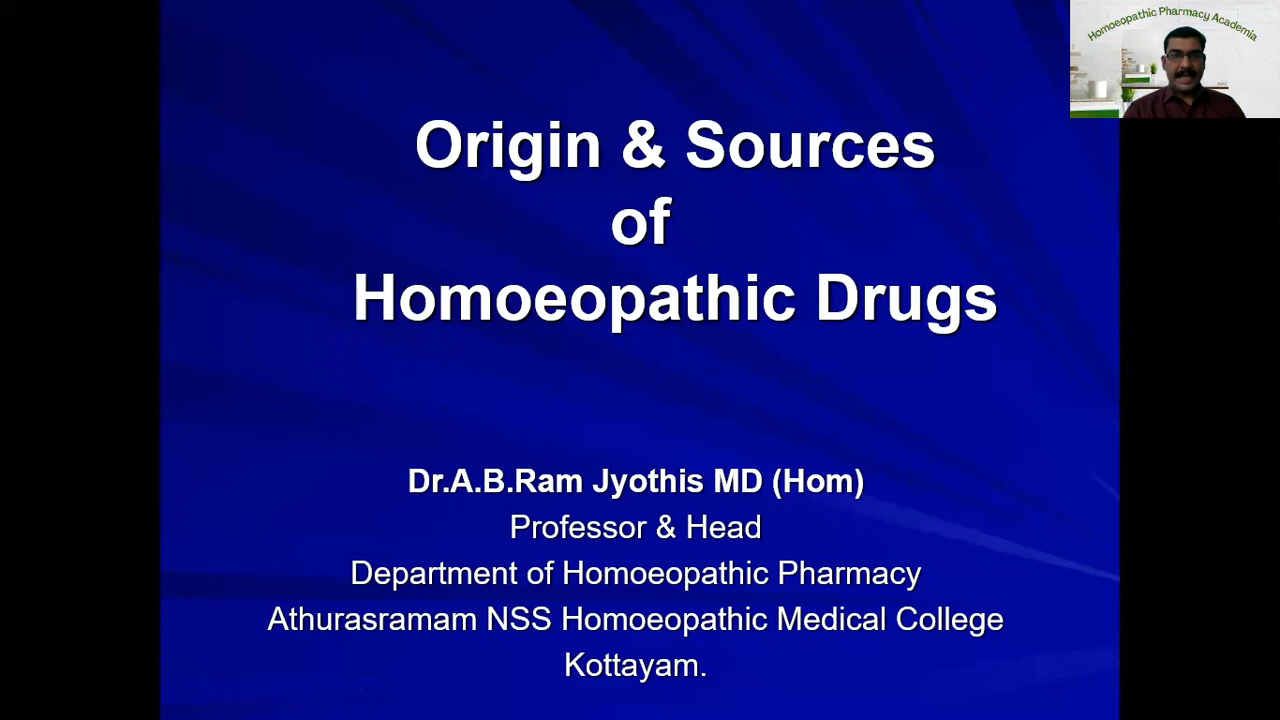 Homoeopathic Pharmacy Academia
Origin & Sources
of
Homoeopathic Drugs
Dr.A.B.Ram Jyothis MD (Hom)
Professor & Head
Department of Homoeopathic Pharmacy
Athurasramam NSS Homoeopathic Medical College
Kottayam.